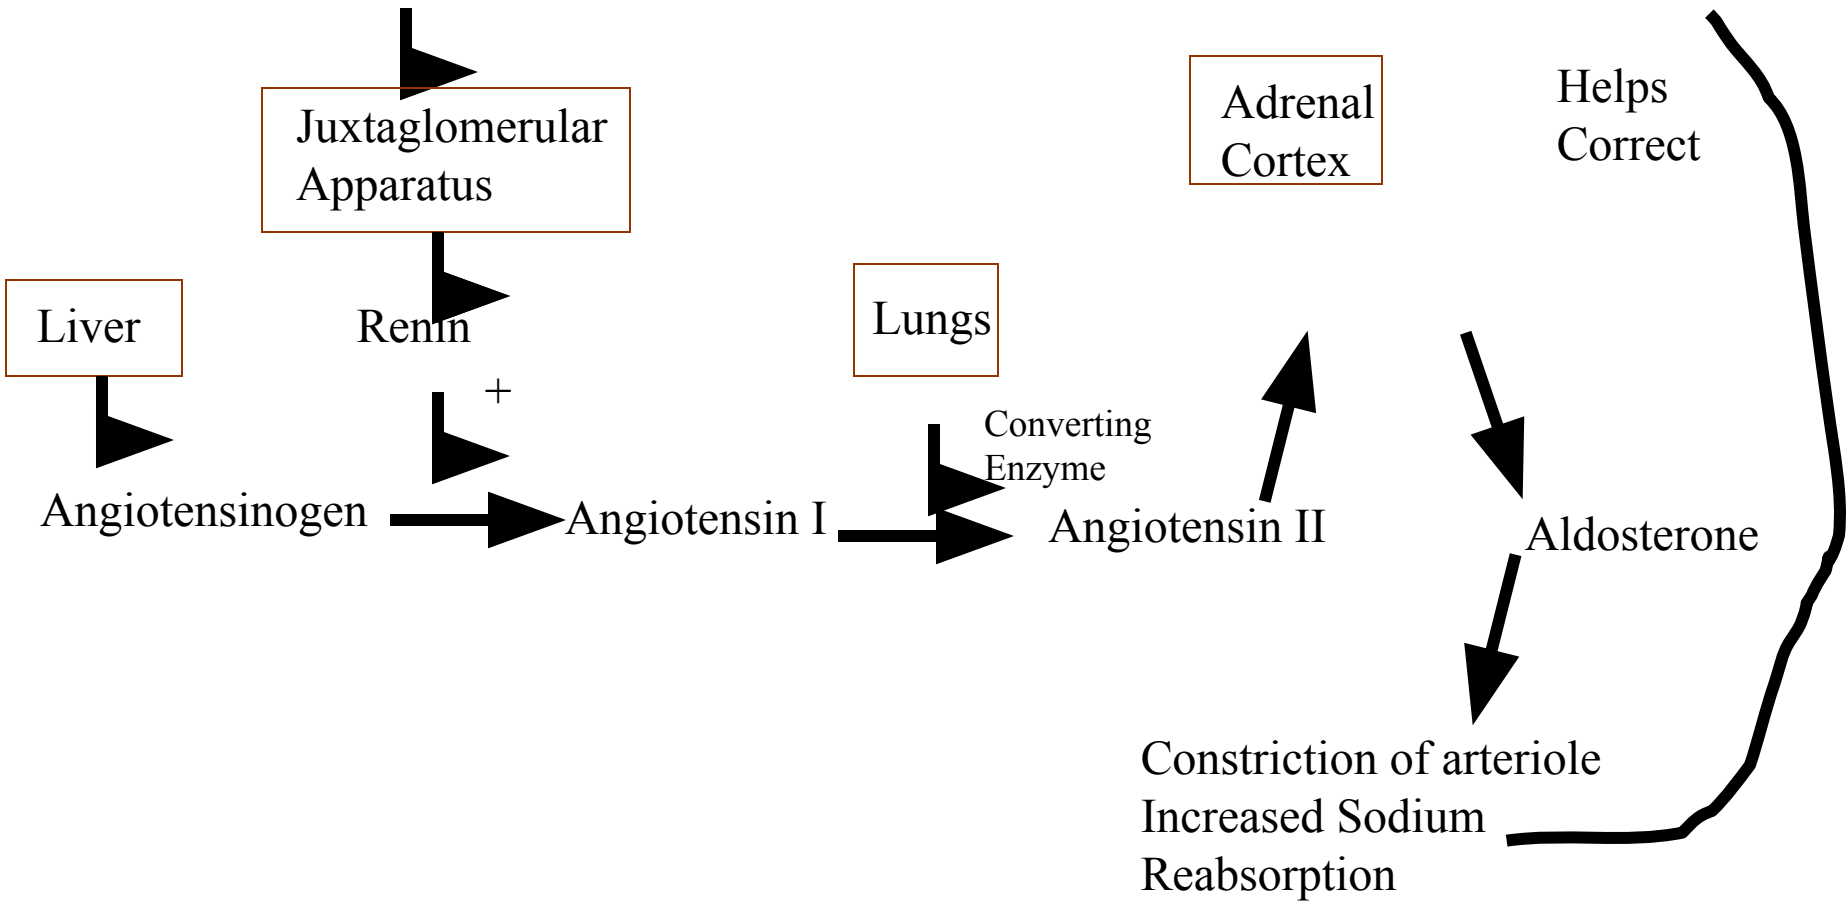 Juxtaglomerular
Apparatus
Adrenal
Cortex
Helps
Correct
Liver
Renin
Lungs
+
Converting
Enzyme
Angiotensinogen
Angiotensin I
Angiotensin II
Aldosterone
Constriction of arteriole
Increased Sodium
Reabsorption